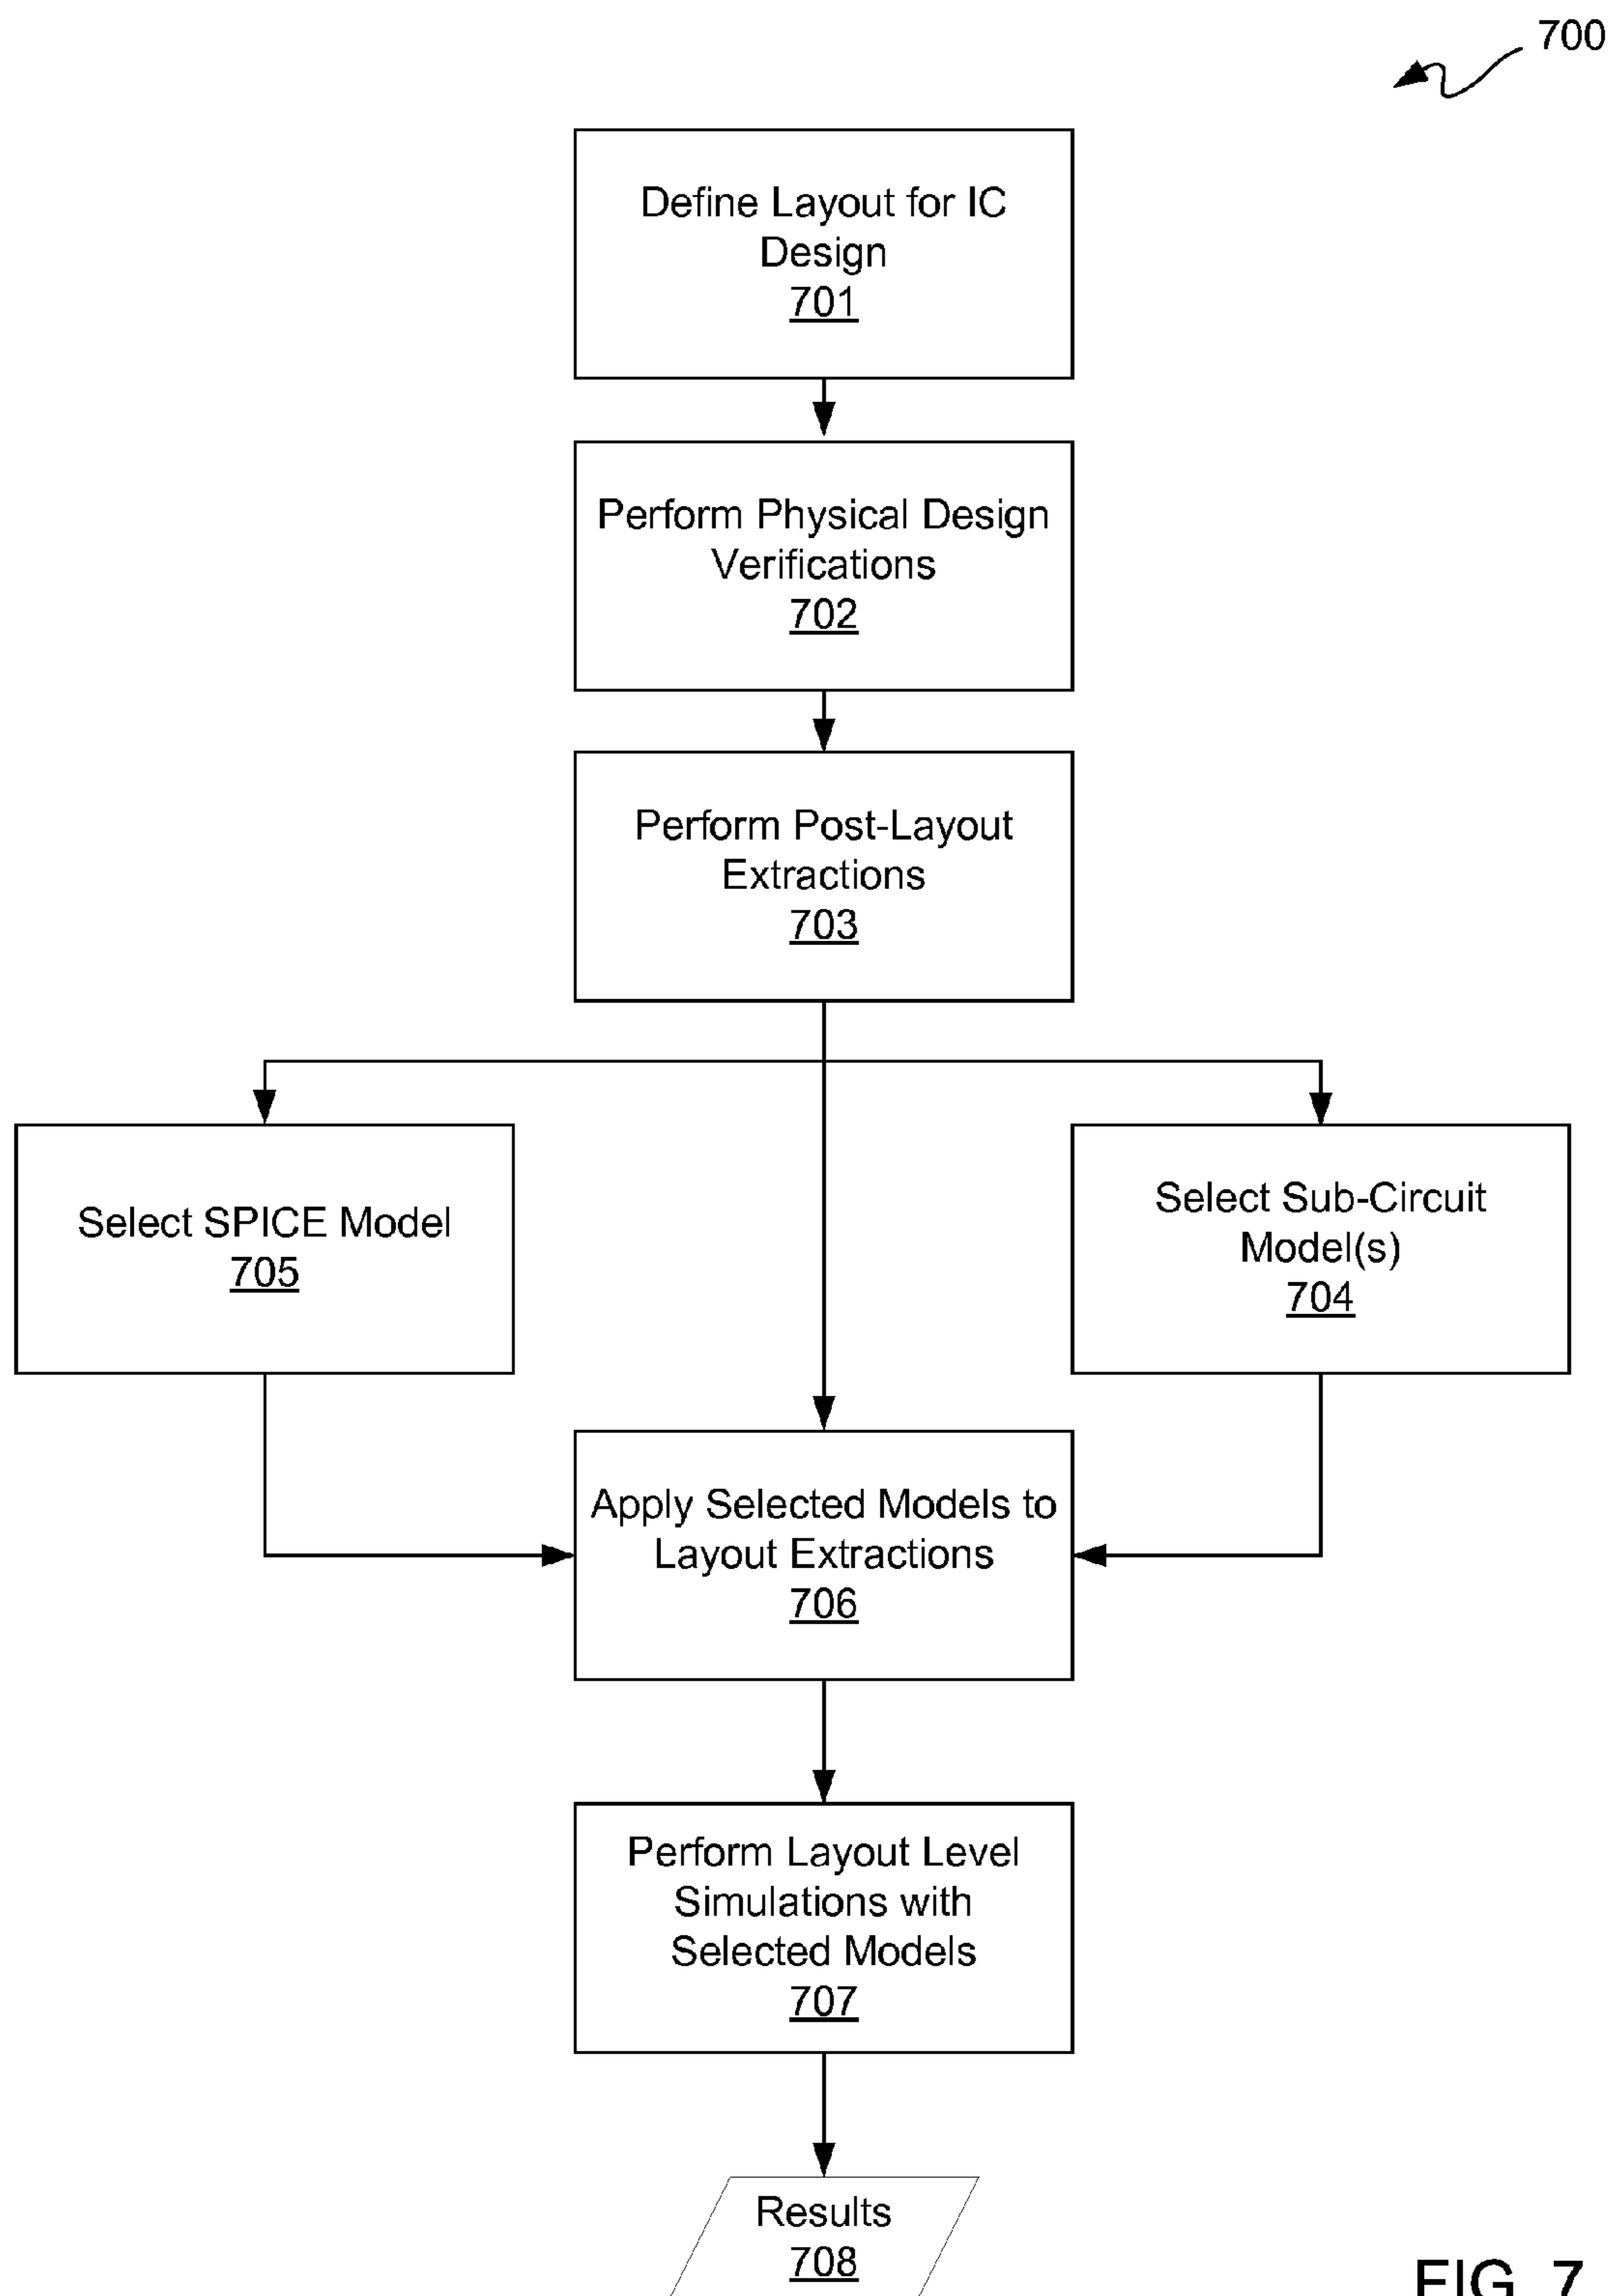 700
Define Layout for IC
Design
701
Perform Physical Design
Verifications
702
Perform Post-Layout
Extractions
703
Select SPICE Model
705
Select Sub-Circuit
Model(s)
704
Apply Selected Models to
Layout Extractions
706
Perform Layout Level
Simulations with
Selected Models
707
Results
708
FIG. 7